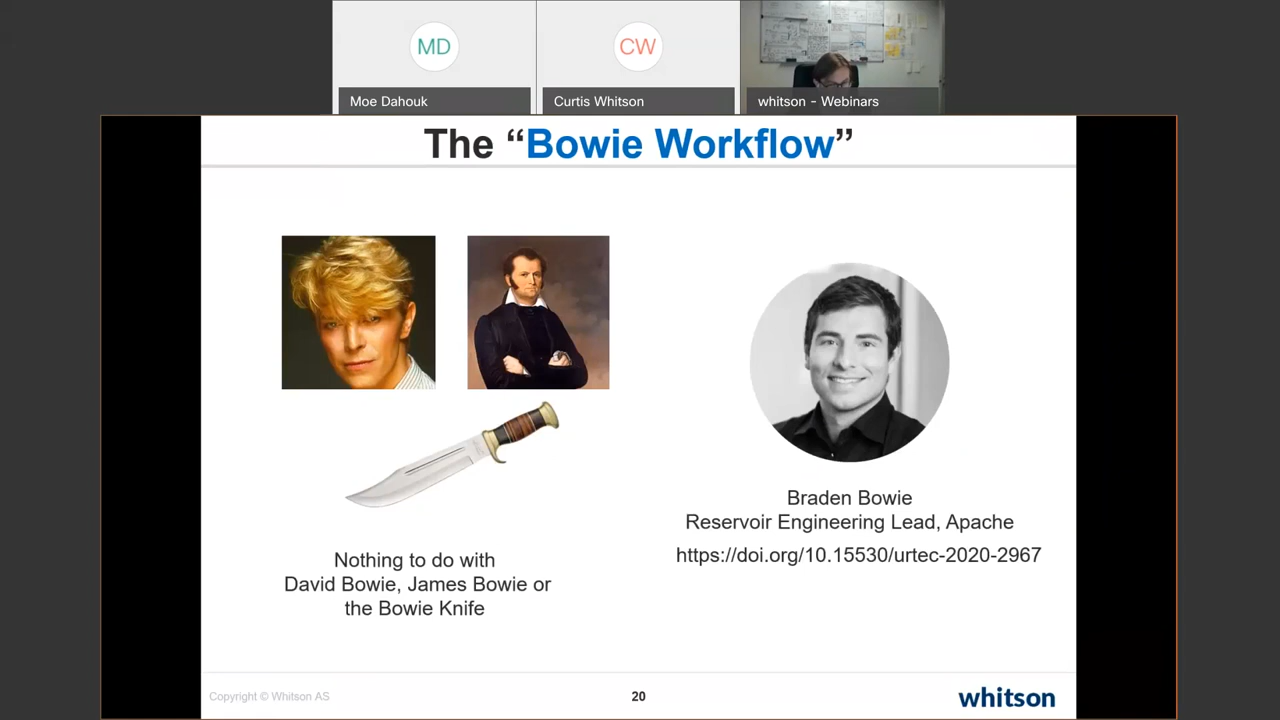 MD
CW
Moe Dahouk
Curtis Whitson
whitson - Webinars
The “Bowie Workflow”
Nothing to do with
David Bowie, James Bowie or
the Bowie Knife
Braden Bowie
Reservoir Engineering Lead, Apache
https://doi.org/10.15530/urtec-2020-2967
Copyright © Whitson AS
20
whitson